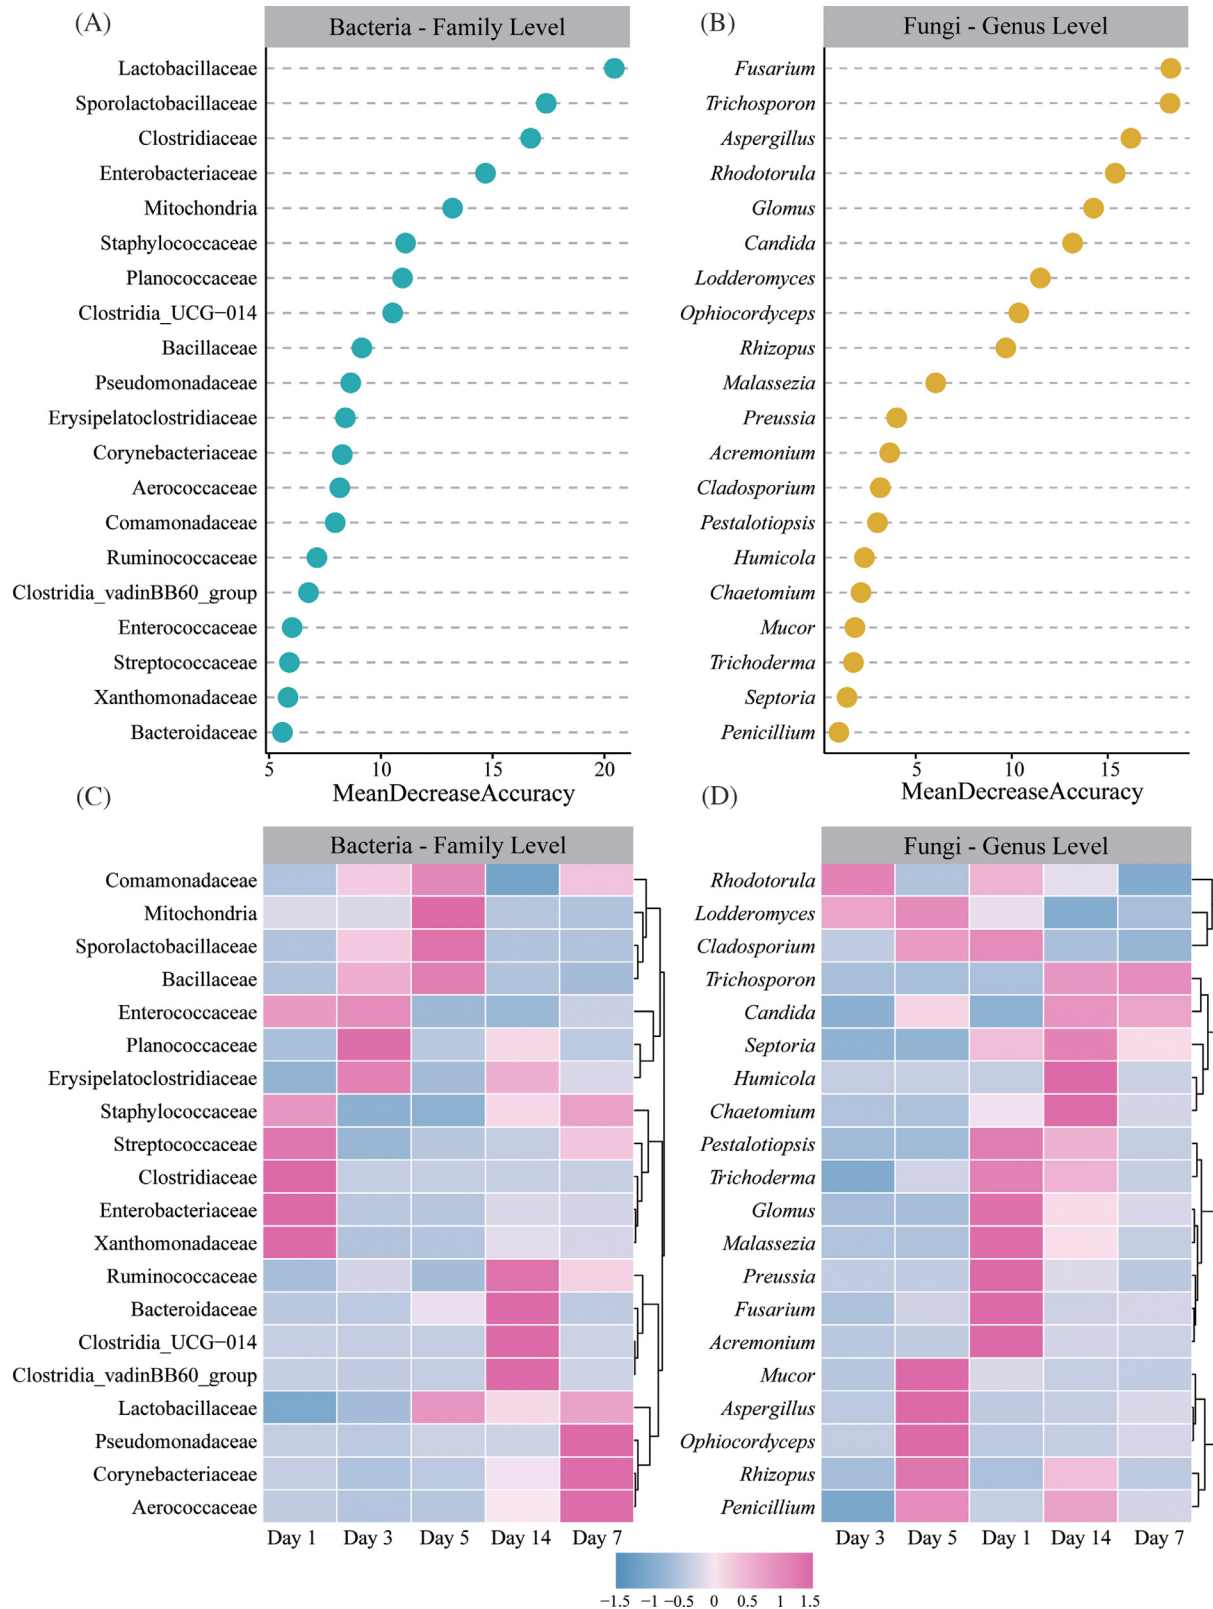 (A)
Bacteria - Family Level
Lactobacillaceae
Sporolactobacillaceae
Clostridiaceae
Enterobacteriaceae
Mitochondria
Staphylococcaceae
Planococcaceae
Clostridia_UCG−014
Bacillaceae
Pseudomonadaceae
Erysipelatoclostridiaceae
Corynebacteriaceae
Aerococcaceae
Comamonadaceae
Ruminococcaceae
Clostridia_vadinBB60_group
Enterococcaceae
Streptococcaceae
Xanthomonadaceae
Bacteroidaceae
5 10 15 20
MeanDecreaseAccuracy
(B)
Fungi - Genus Level
Fusarium
Trichosporon
Aspergillus
Rhodotorula
Glomus
Candida
Lodderomyces
Ophiocordyceps
Rhizopus
Malassezia
Preussia
Acremonium
Cladosporium
Pestalotiopsis
Humicola
Chaetomium
Mucor
Trichoderma
Septoria
Penicillium
5 10 15
MeanDecreaseAccuracy
(C)
Bacteria - Family Level
Comamonadaceae
Mitochondria
Sporolactobacillaceae
Bacillaceae
Enterococcaceae
Planococcaceae
Erysipelatoclostridiaceae
Staphylococcaceae
Streptococcaceae
Clostridiaceae
Enterobacteriaceae
Xanthomonadaceae
Ruminococcaceae
Bacteroidaceae
Clostridia_UCG−014
Clostridia_vadinBB60_group
Lactobacillaceae
Pseudomonadaceae
Corynebacteriaceae
Aerococcaceae
Day 1 Day 3 Day 5 Day 14 Day 7
(D)
Fungi - Genus Level
Rhodotorula
Lodderomyces
Cladosporium
Trichosporon
Candida
Septoria
Humicola
Chaetomium
Pestalotiopsis
Trichoderma
Glomus
Malassezia
Preussia
Fusarium
Acremonium
Mucor
Aspergillus
Ophiocordyceps
Rhizopus
Penicillium
Day 3 Day 5 Day 1 Day 14 Day 7
−1.5 −1 −0.5 0 0.5 1 1.5